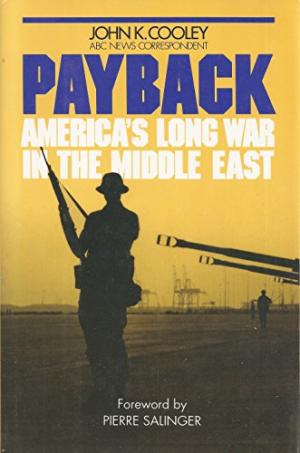 JOHN K. COOLEY
ABC NEWS CORRESPONDENT
PAYBACK
AMERICA'S LONG WAR
IN THE MIDDLE EAST
Foreword by
PIERRE SALINGER